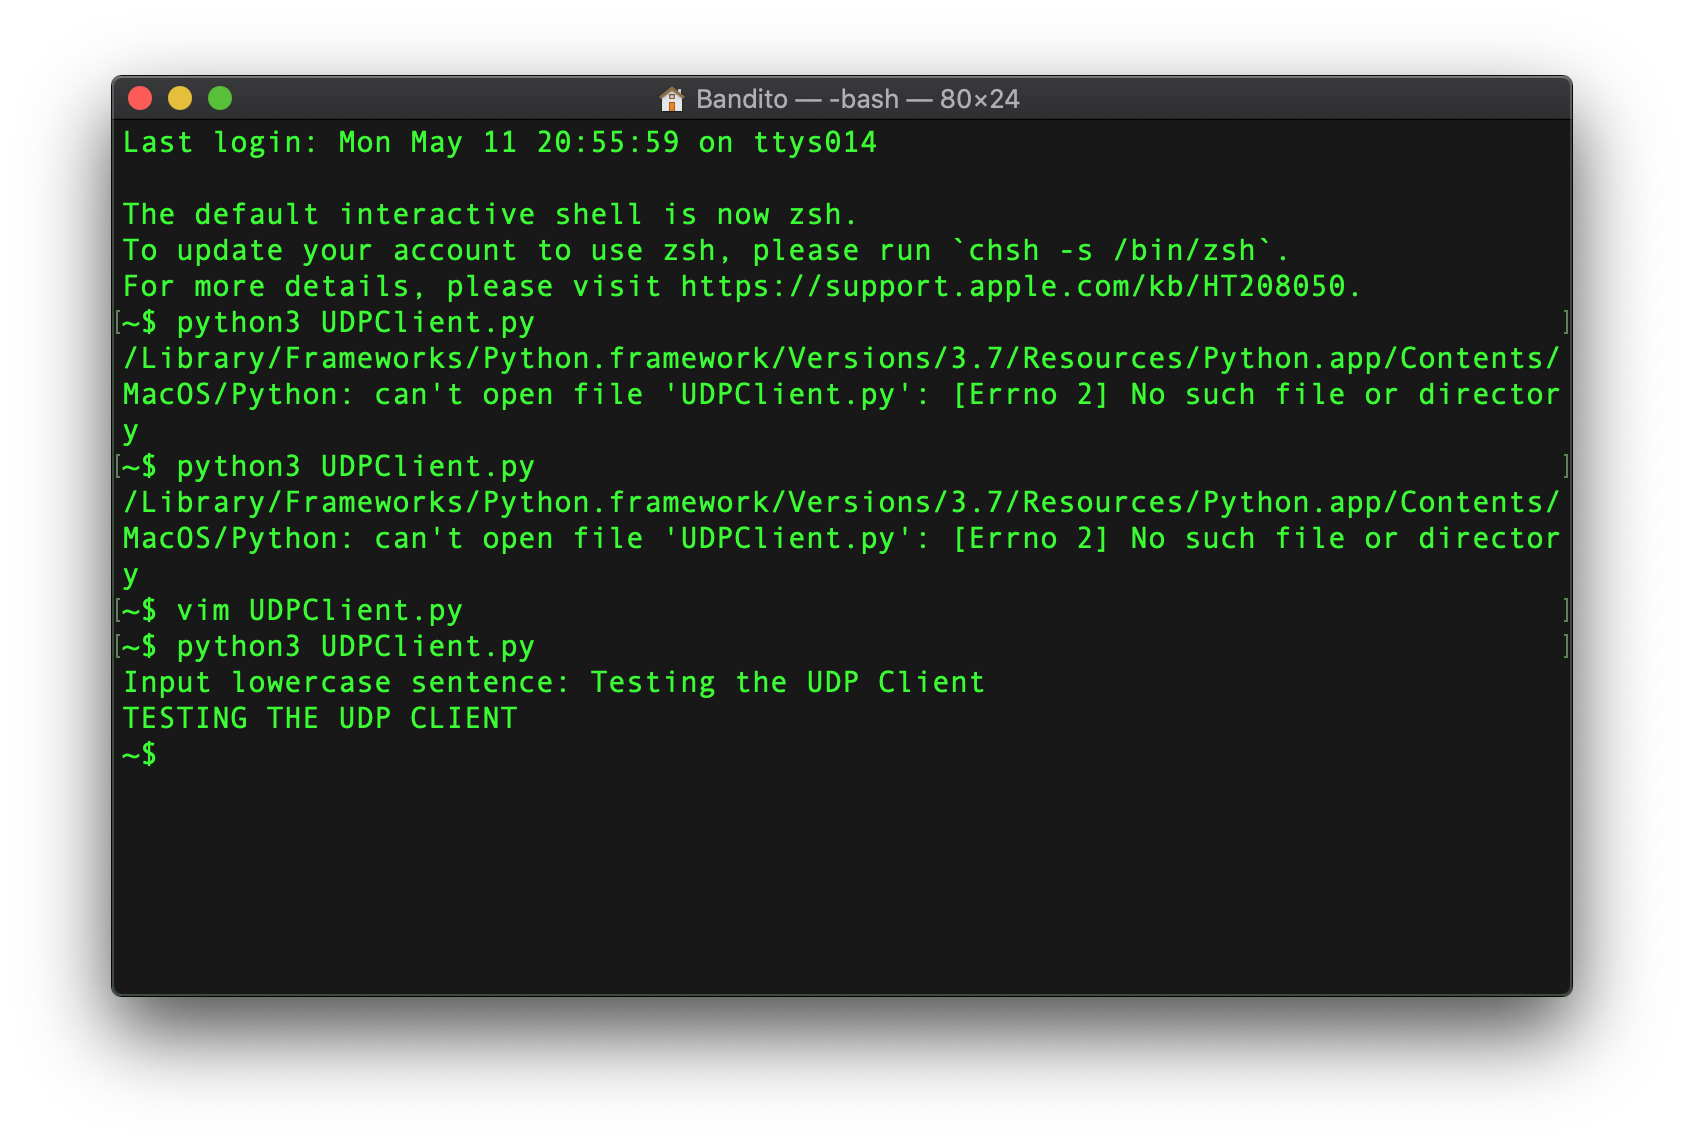 Bandito — -bash — 80×24
Last login: Mon May 11 20:55:59 on ttys014
The default interactive shell is now zsh.
To update your account to use zsh, please run `chsh -s /bin/zsh`.
For more details, please visit https://support.apple.com/kb/HT208050.
[~$ python3 UDPClient.py ]
/Library/Frameworks/Python.framework/Versions/3.7/Resources/Python.app/Contents/
MacOS/Python: can't open file 'UDPClient.py': [Errno 2] No such file or director
y
[~$ python3 UDPClient.py ]
/Library/Frameworks/Python.framework/Versions/3.7/Resources/Python.app/Contents/
MacOS/Python: can't open file 'UDPClient.py': [Errno 2] No such file or director
y
[~$ vim UDPClient.py ]
[~$ python3 UDPClient.py ]
Input lowercase sentence: Testing the UDP Client
TESTING THE UDP CLIENT
~$